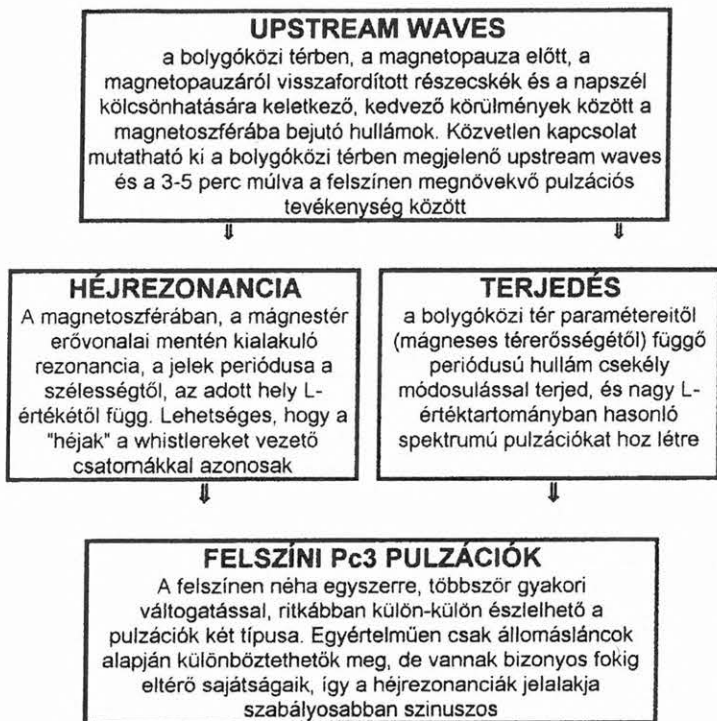 UPSTREAM WAVES
a bolygóközi térben, a magnetopauza előtt, a
magnetopauzáról visszafordított részecskék és a napszél
kölcsönhatására keletkező, kedvező körülmények között a
magnetoszférába bejutó hullámok. Közvetlen kapcsolat
mutatható ki a bolygóközi térben megjelenő upstream waves
és a 3-5 perc múlva a felszínen megnövekvő pulzációs
tevékenység között
⇓ ⇓
HÉJREZONANCIA
A magnetoszférában, a mágnestér
erővonalai mentén kialakuló
rezonancia, a jelek periódusa a
szélességtől, az adott hely L-
értékétől függ. Lehetséges, hogy a
"héjak" a whistlereket vezető
csatornákkal azonosak
TERJEDÉS
a bolygóközi tér paramétereitől
(mágneses térerősségétől) függő
periódusú hullám csekély
módosulással terjed, és nagy L-
értéktartományban hasonló
spektrumú pulzációkat hoz létre
⇓ ⇓
FELSZÍNI Pc3 PULZÁCIÓK
A felszínen néha egyszerre, többször gyakori
váltogatással, ritkábban külön-külön észlelhető a
pulzációk két típusa. Egyértelműen csak állomásláncok
alapján különböztethetők meg, de vannak bizonyos fokig
eltérő sajátságaik, így a héjrezonanciák jelalakja
szabályosabban szinuszos